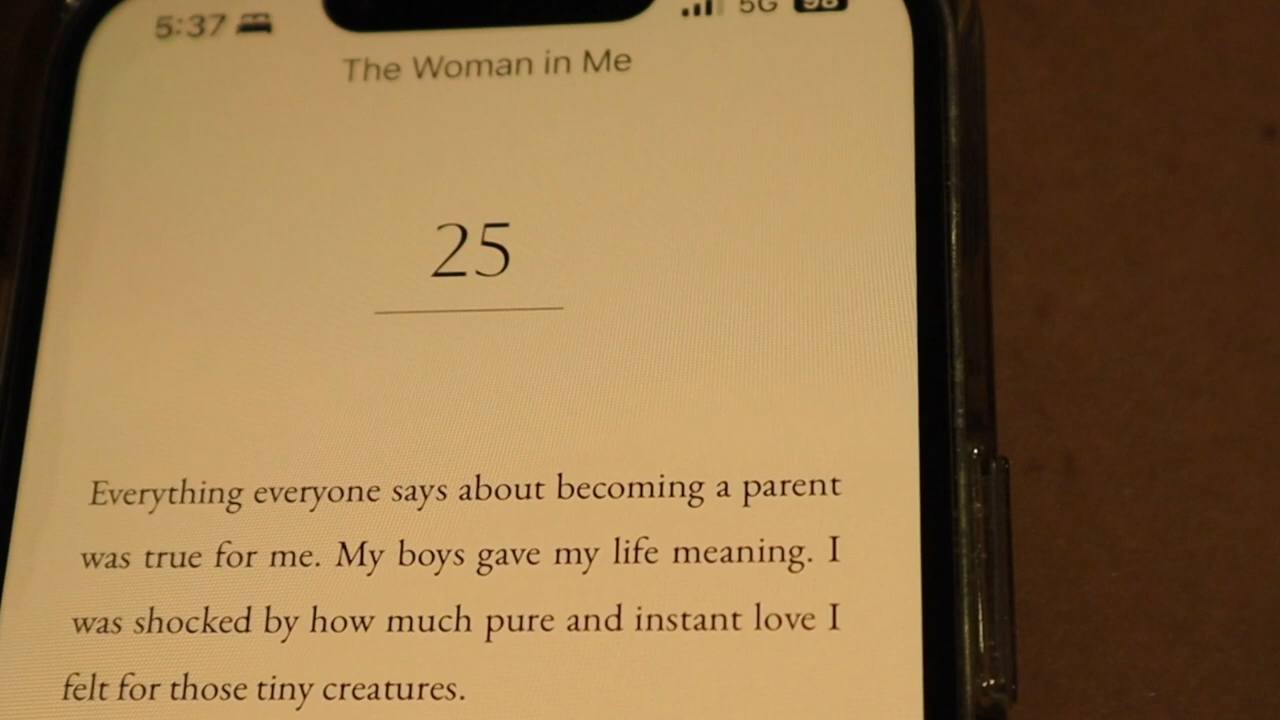 5:37
5G 98
The Woman in Me
25
Everything everyone says about becoming a parent
was true for me. My boys gave my life meaning. I
was shocked by how much pure and instant love I
felt for those tiny creatures.